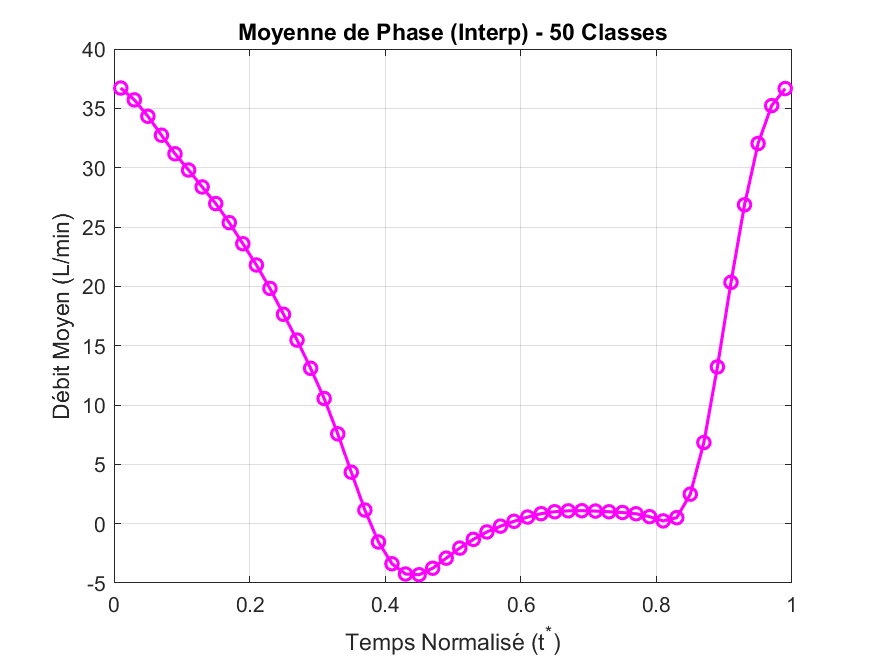 Moyenne de Phase (Interp) - 50 Classes
40
35
30
25
20
15
10
5
0
-5
Débit Moyen (L/min)
0 0.2 0.4 0.6 0.8 1
Temps Normalisé (t*)